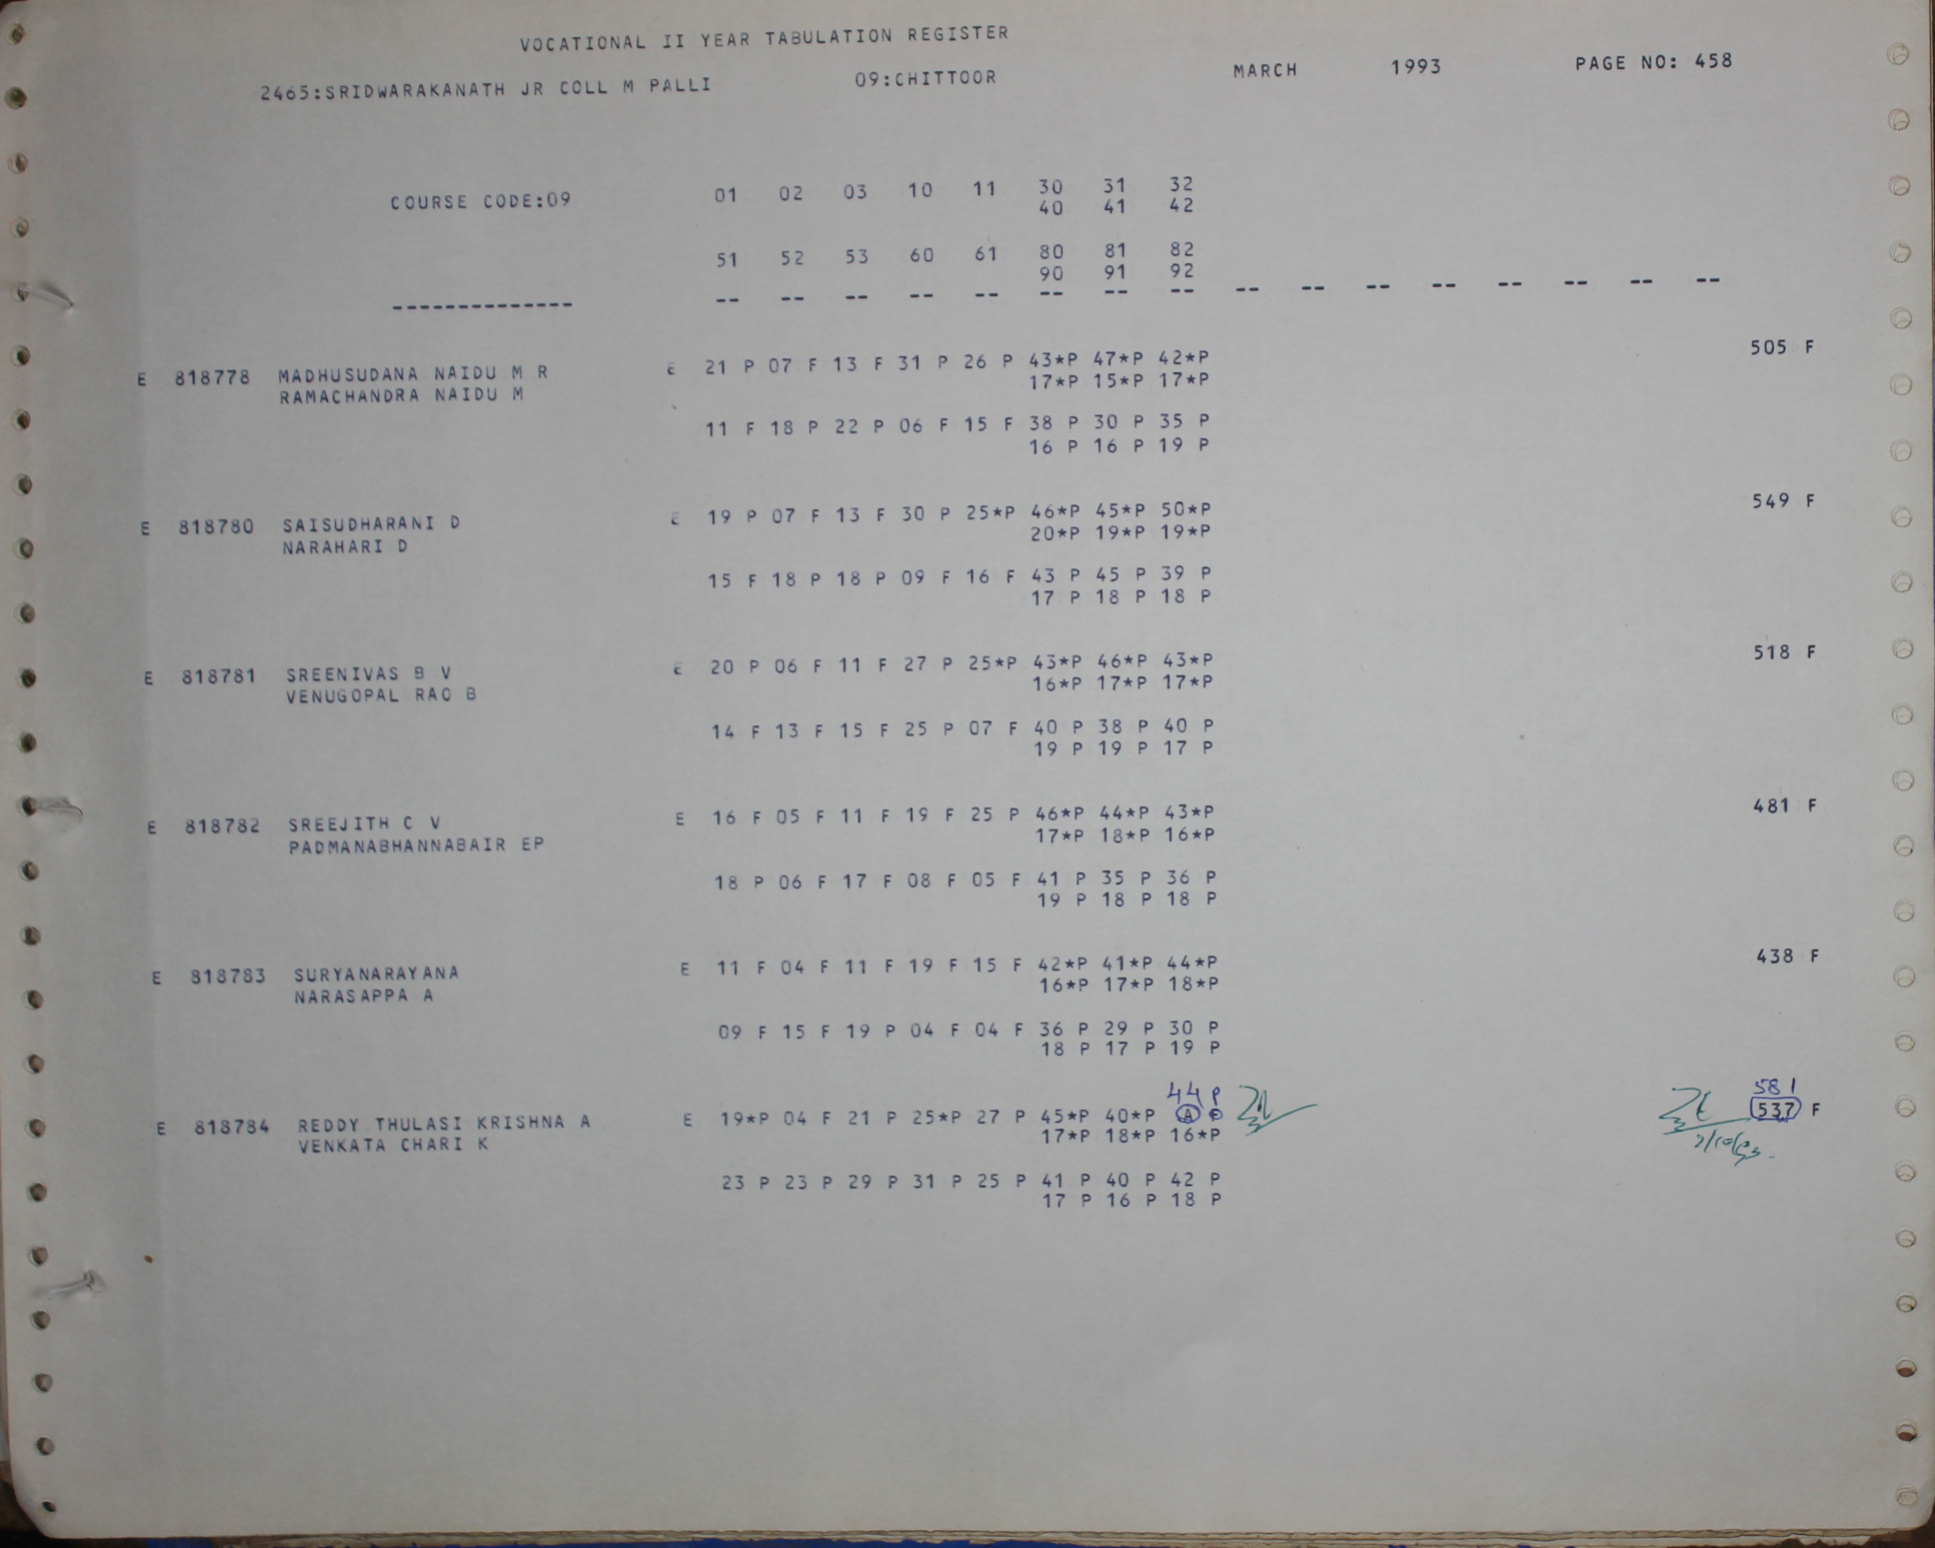 VOCATIONAL II YEAR TABULATION REGISTER
2465:SRIDWARAKANATH JR COLL M PALLI 09:CHITTOOR MARCH 1993 PAGE NO: 458
COURSE CODE:09 01 02 03 10 11 30 31 32
40 41 42
51 52 53 60 61 80 81 82
90 91 92
-------------- -- -- -- -- -- -- -- -- -- -- -- -- -- -- -- --
E 818778 MADHUSUDANA NAIDU M R E 21 P 07 F 13 F 31 P 26 P 43*P 47*P 42*P 505 F
RAMACHANDRA NAIDU M 17*P 15*P 17*P
11 F 18 P 22 P 06 F 15 F 38 P 30 P 35 P
16 P 16 P 19 P
E 818780 SAISUDHARANI D E 19 P 07 F 13 F 30 P 25*P 46*P 45*P 50*P 549 F
NARAHARI D 20*P 19*P 19*P
15 F 18 P 18 P 09 F 16 F 43 P 45 P 39 P
17 P 18 P 18 P
E 818781 SREENIVAS B V E 20 P 06 F 11 F 27 P 25*P 43*P 46*P 43*P 518 F
VENUGOPAL RAO B 16*P 17*P 17*P
14 F 13 F 15 F 25 P 07 F 40 P 38 P 40 P
19 P 19 P 17 P
E 818782 SREEJITH C V E 16 F 05 F 11 F 19 F 25 P 46*P 44*P 43*P 481 F
PADMANABHANNABAIR EP 17*P 18*P 16*P
18 P 06 F 17 F 08 F 05 F 41 P 35 P 36 P
19 P 18 P 18 P
E 818783 SURYANARAYANA E 11 F 04 F 11 F 19 F 15 F 42*P 41*P 44*P 438 F
NARASAPPA A 16*P 17*P 18*P
09 F 15 F 19 P 04 F 04 F 36 P 29 P 30 P
18 P 17 P 19 P
44 P 581
E 818784 REDDY THULASI KRISHNA A E 19*P 04 F 21 P 25*P 27 P 45*P 40*P A 537 F
VENKATA CHARI K 17*P 18*P 16*P
23 P 23 P 29 P 31 P 25 P 41 P 40 P 42 P
17 P 16 P 18 P